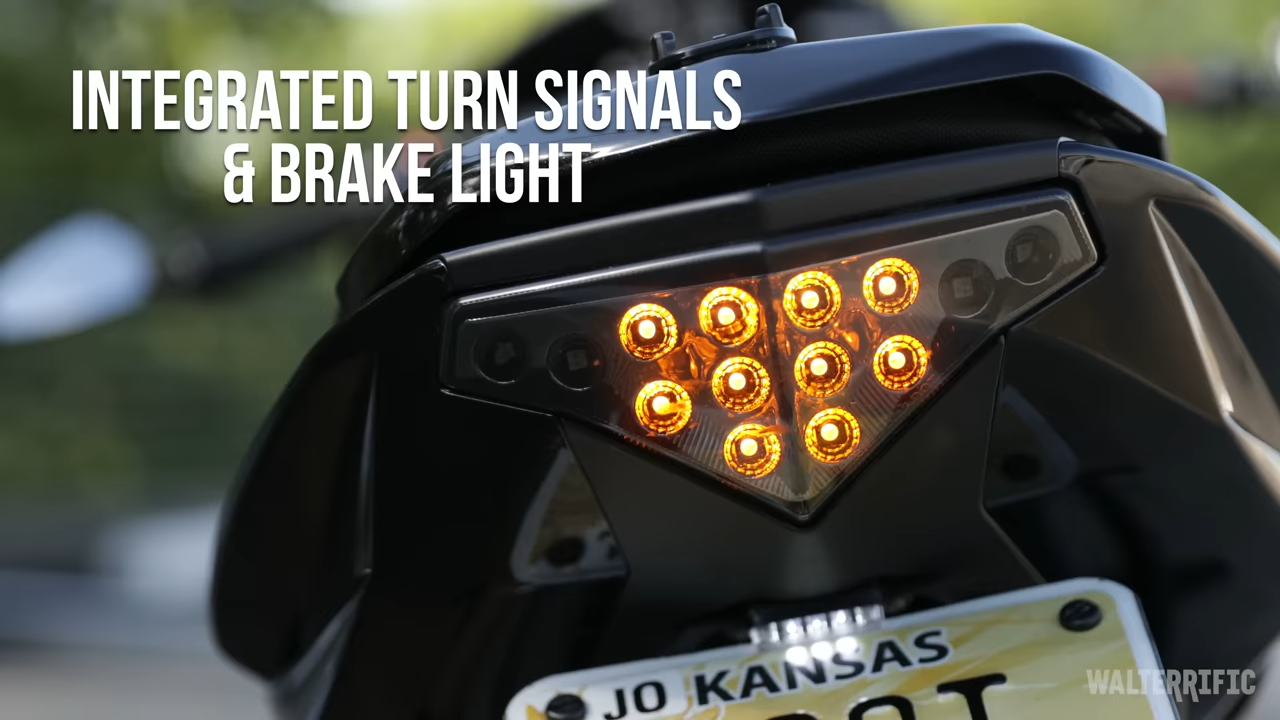 INTEGRATED TURN SIGNALS
& BRAKE LIGHT
JO KANSAS
WALTERRIFIC